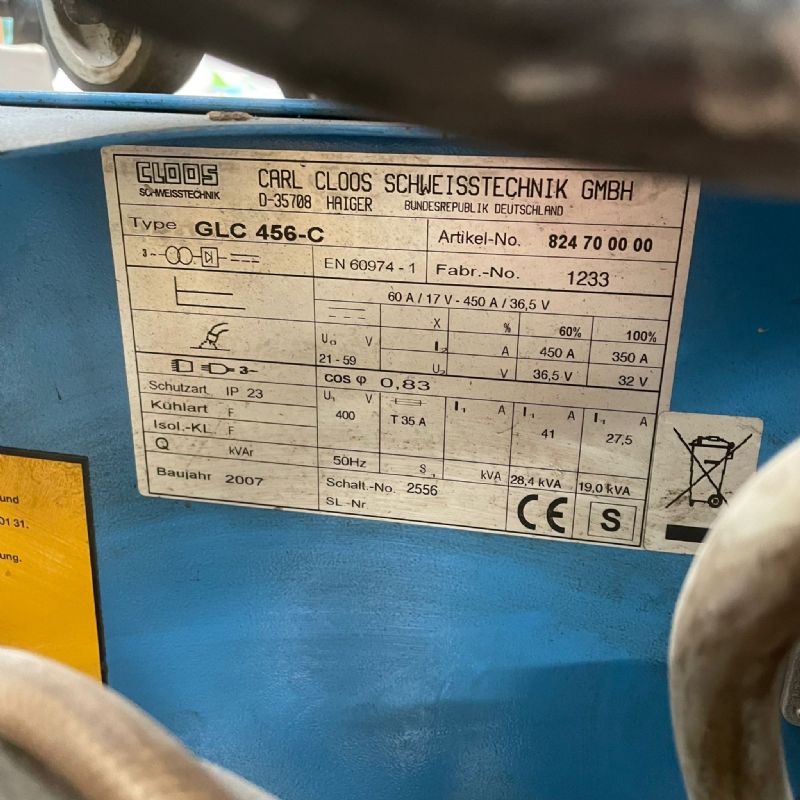 CLOOS
SCHWEISSTECHNIK
CARL CLOOS SCHWEISSTECHNIK GMBH
D-35708 HAIGER BUNDESREPUBLIK DEUTSCHLAND
Type GLC 456-C
Artikel-No. 824 70 00 00
3~
EN 60974 - 1
Fabr.-No. 1233
60 A / 17 V - 450 A / 36,5 V
X % 60% 100%
U₀ V
21 - 59
I₂ A 450 A 350 A
U₂ V 36,5 V 32 V
3~
cos φ 0,83
Schutzart. IP 23
Kühlart F
Isol.-KL. F
Q kVAr
U₁ V
400
T 35 A
I₁ A
I₁ A
41
I₁ A
27,5
50Hz
S₁ kVA 28,4 kVA 19,0 kVA
Baujahr 2007
Schalt.-No. 2556
SL.-Nr
CE
S
und
01 31.
ung.